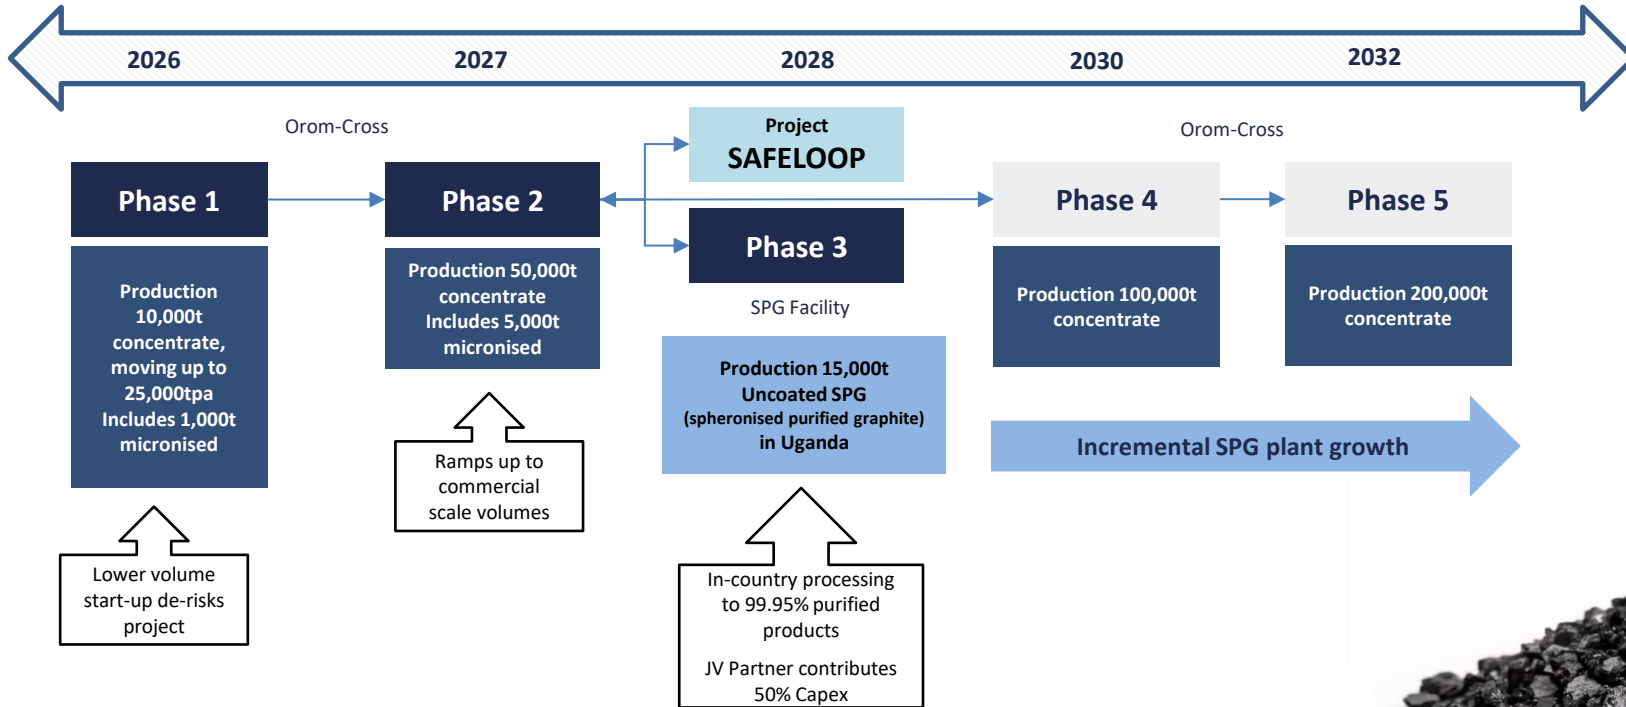 2026
2027
2028
2030
2032
Orom-Cross
Phase 1
Production
10,000t
concentrate,
moving up to
25,000tpa
Includes 1,000t
micronised
Lower volume
start-up de-risks
project
Phase 2
Production 50,000t
concentrate
Includes 5,000t
micronised
Ramps up to
commercial
scale volumes
Project
SAFELOOP
Phase 3
SPG Facility
Production 15,000t
Uncoated SPG
(spheronised purified graphite)
in Uganda
In-country processing
to 99.95% purified
products
JV Partner contributes
50% Capex
Orom-Cross
Phase 4
Production 100,000t
concentrate
Phase 5
Production 200,000t
concentrate
Incremental SPG plant growth